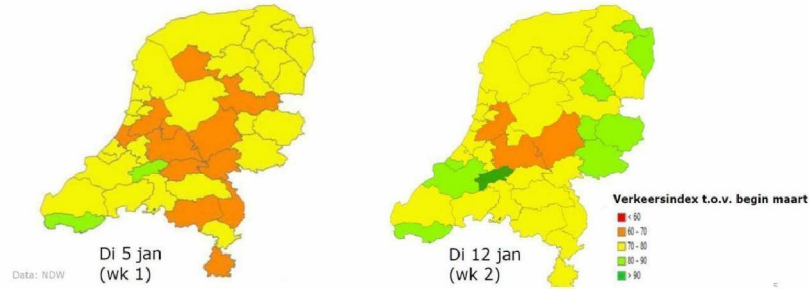 Di 5 jan
(wk 1)
Data: NDW
Di 12 jan
(wk 2)
Verkeersindex t.o.v. begin maart
< 60
60 - 70
70 - 80
80 - 90
> 90